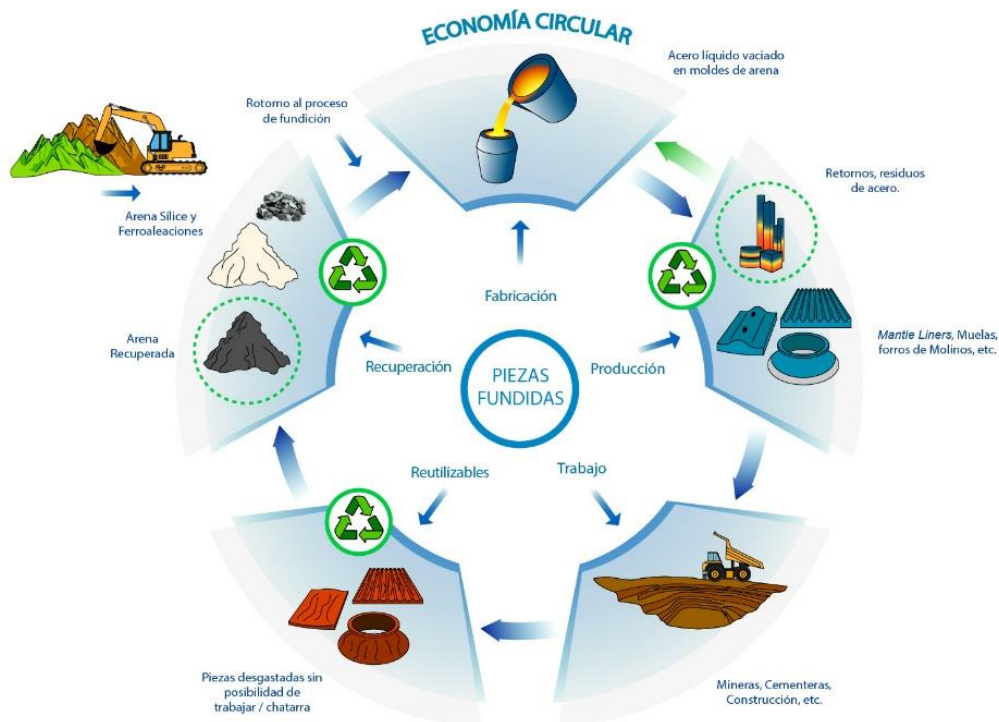 ECONOMÍA CIRCULAR
Acero líquido vaciado
en moldes de arena
Rotorno al proceso
de fundición
Retornos, residuos
de acero.
Arena Sílice y
Ferroaleaciones
Fabricación
Arena
Recuperada
Mantle Liners, Muelas,
forros de Molinos, etc.
Recuperación
PIEZAS
FUNDIDAS
Producción
Reutilizables
Trabajo
Piezas desgastadas sin
posibilidad de
trabajar / chatarra
Mineras, Cementeras,
Construcción, etc.